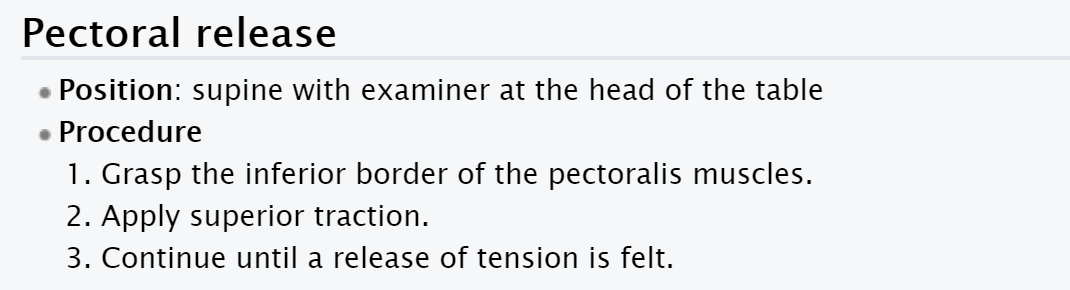 Pectoral release
Position: supine with examiner at the head of the table
Procedure
1. Grasp the inferior border of the pectoralis muscles.
2. Apply superior traction.
3. Continue until a release of tension is felt.